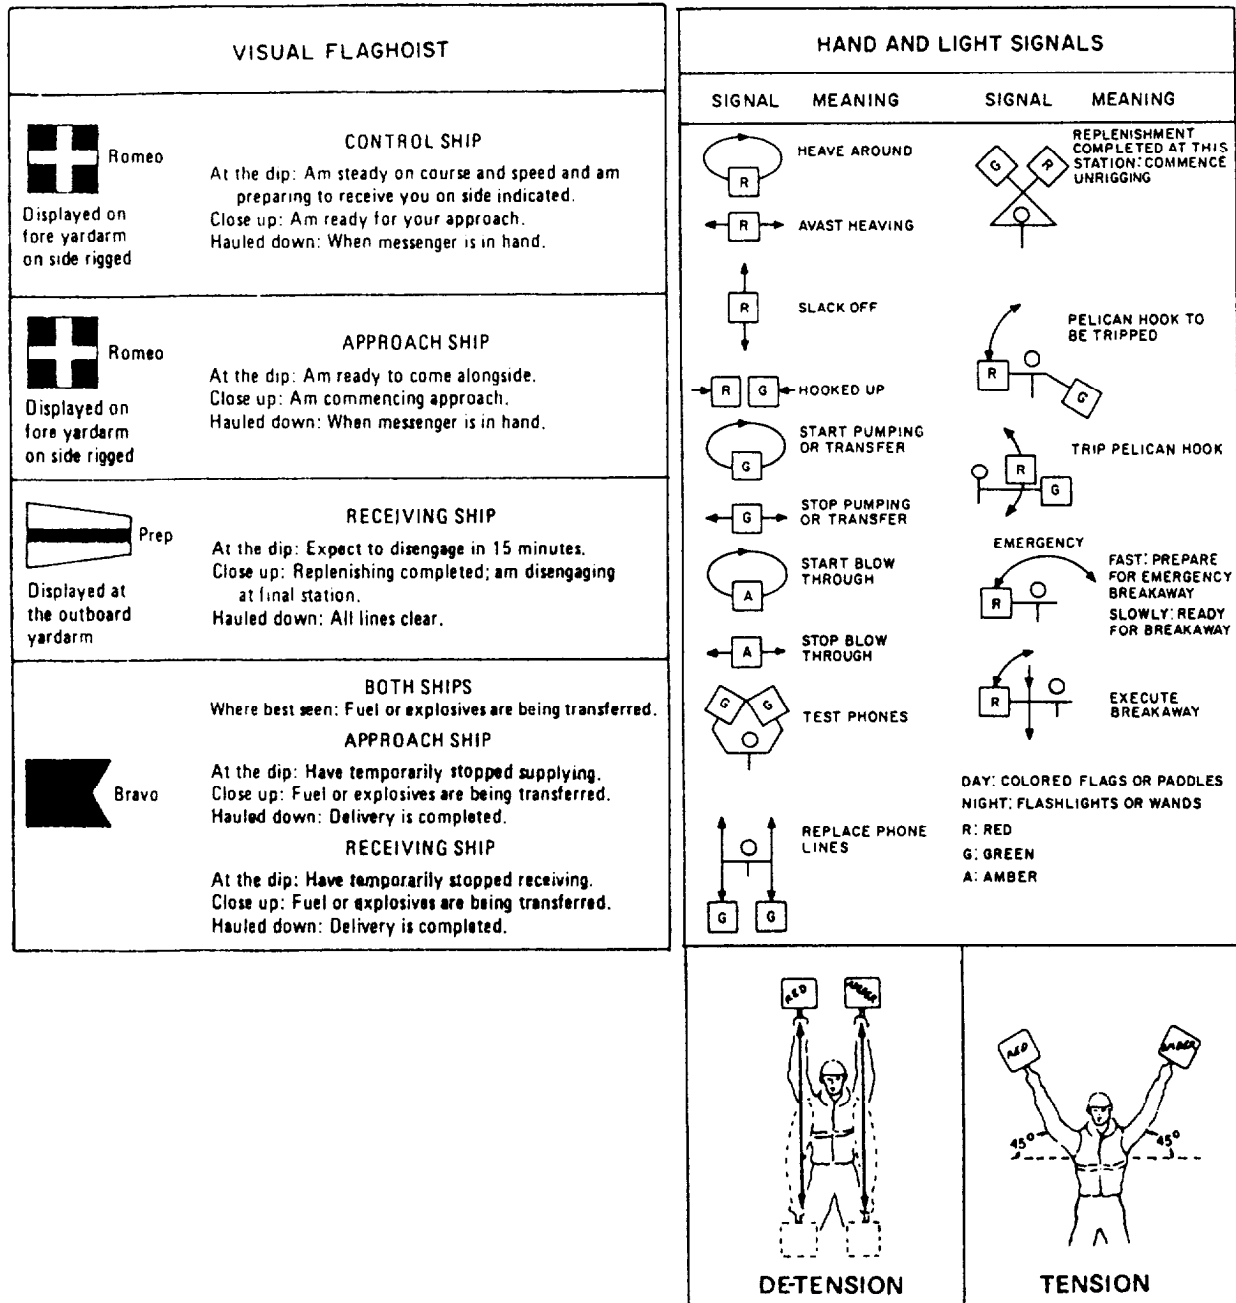 VISUAL FLAGHOIST
Romeo
Displayed on
fore yardarm
on side rigged
CONTROL SHIP
At the dip: Am steady on course and speed and am
preparing to receive you on side indicated.
Close up: Am ready for your approach.
Hauled down: When messenger is in hand.
Romeo
Displayed on
fore yardarm
on side rigged
APPROACH SHIP
At the dip: Am ready to come alongside.
Close up: Am commencing approach.
Hauled down: When messenger is in hand.
Prep
Displayed at
the outboard
yardarm
RECEIVING SHIP
At the dip: Expect to disengage in 15 minutes.
Close up: Replenishing completed; am disengaging
at final station.
Hauled down: All lines clear.
Bravo
BOTH SHIPS
Where best seen: Fuel or explosives are being transferred.
APPROACH SHIP
At the dip: Have temporarily stopped supplying.
Close up: Fuel or explosives are being transferred.
Hauled down: Delivery is completed.
RECEIVING SHIP
At the dip: Have temporarily stopped receiving.
Close up: Fuel or explosives are being transferred.
Hauled down: Delivery is completed.
HAND AND LIGHT SIGNALS
SIGNAL MEANING
R
HEAVE AROUND
R
AVAST HEAVING
R
SLACK OFF
R G
HOOKED UP
G
START PUMPING
OR TRANSFER
G
STOP PUMPING
OR TRANSFER
A
START BLOW
THROUGH
A
STOP BLOW
THROUGH
G G
TEST PHONES
REPLACE PHONE
LINES
G G
SIGNAL MEANING
G R
REPLENISHMENT
COMPLETED AT THIS
STATION: COMMENCE
UNRIGGING
PELICAN HOOK TO
BE TRIPPED
R
G
TRIP PELICAN HOOK
R
G
EMERGENCY
R
FAST: PREPARE
FOR EMERGENCY
BREAKAWAY
SLOWLY: READY
FOR BREAKAWAY
R
EXECUTE
BREAKAWAY
DAY: COLORED FLAGS OR PADDLES
NIGHT: FLASHLIGHTS OR WANDS
R: RED
G: GREEN
A: AMBER
RED AMBER
DE-TENSION
RED AMBER
45° 45°
TENSION